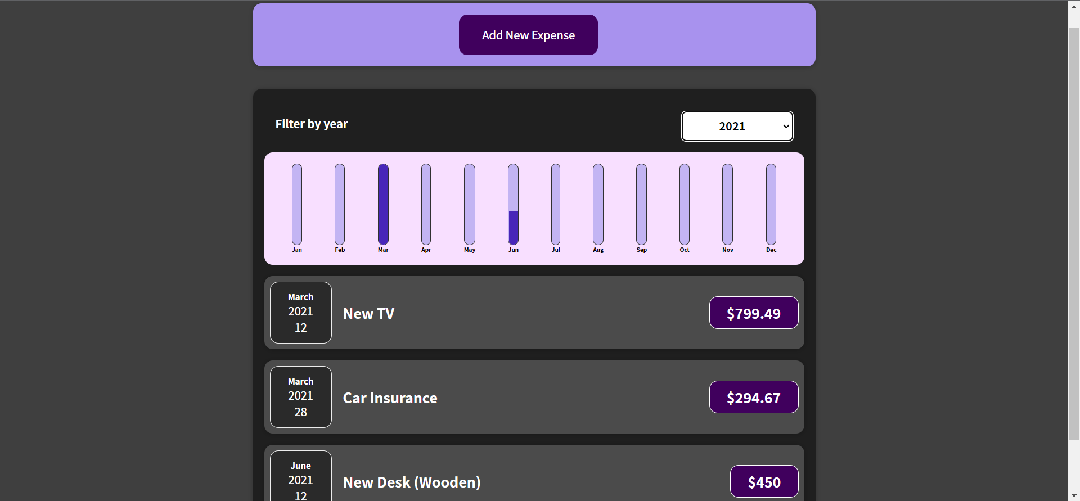 Add New Expense
Filter by year
2021
Jan Feb Mar Apr May Jun Jul Aug Sep Oct Nov Dec
March
2021
12
New TV
$799.49
March
2021
28
Car Insurance
$294.67
June
2021
12
New Desk (Wooden)
$450